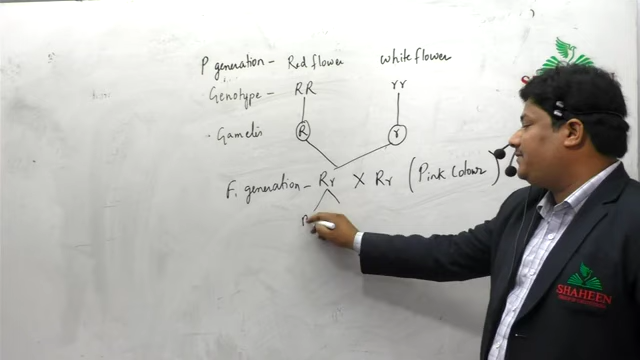 P generation - Red flower white flower
Genotype - RR rr
Gametes R r
F1 generation - Rr X Rr (Pink Colour)
SHAHEEN